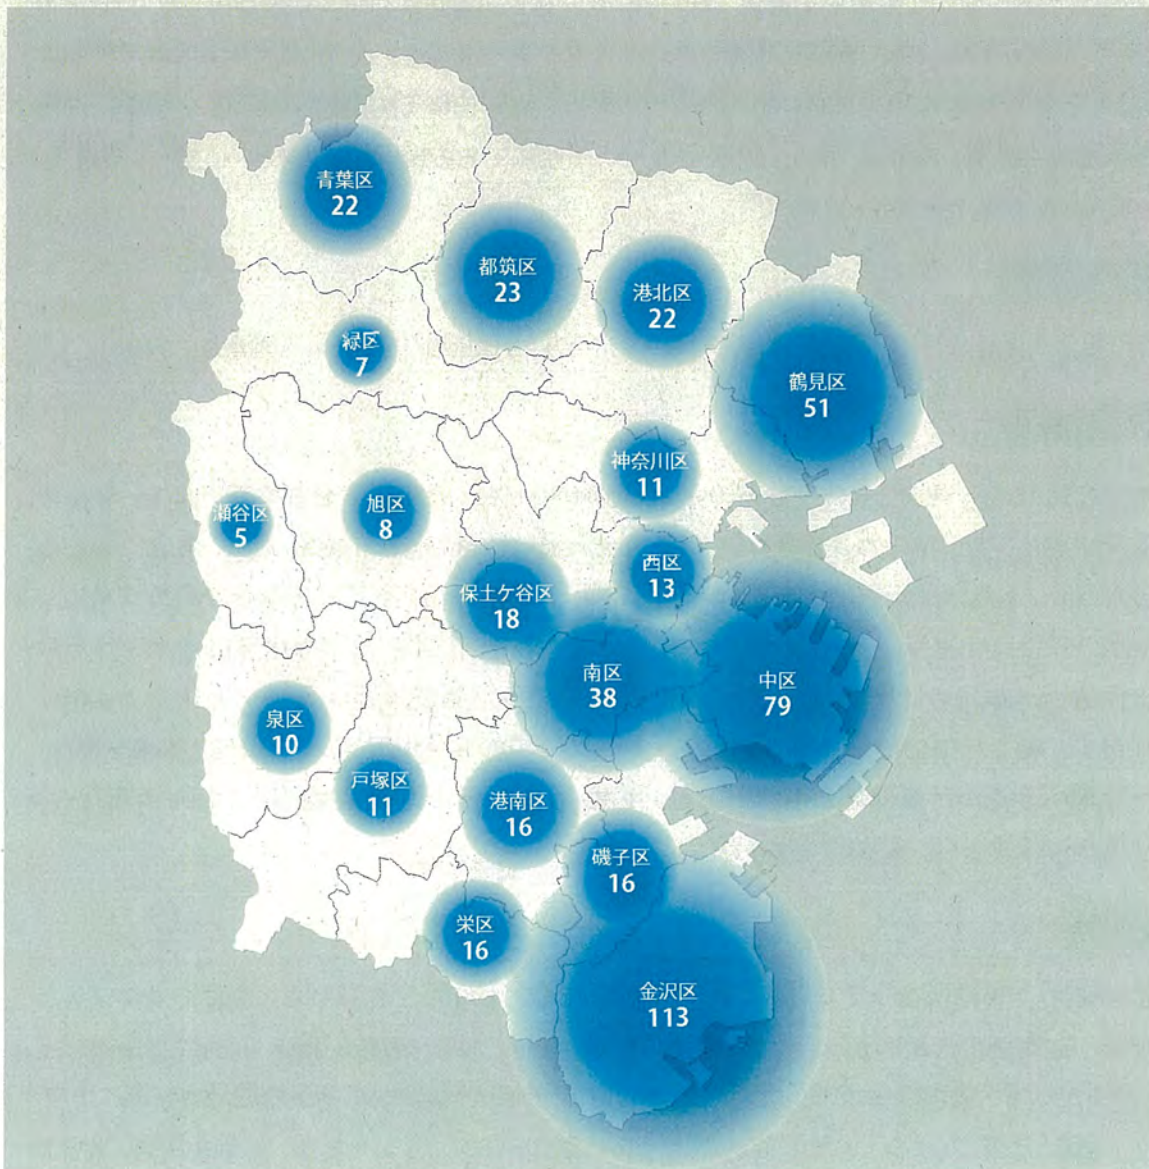 青葉区
22
都筑区
23
港北区
22
緑区
7
鶴見区
51
神奈川区
11
瀬谷区
5
旭区
8
西区
13
保土ケ谷区
18
南区
38
中区
79
泉区
10
戸塚区
11
港南区
16
磯子区
16
栄区
16
金沢区
113